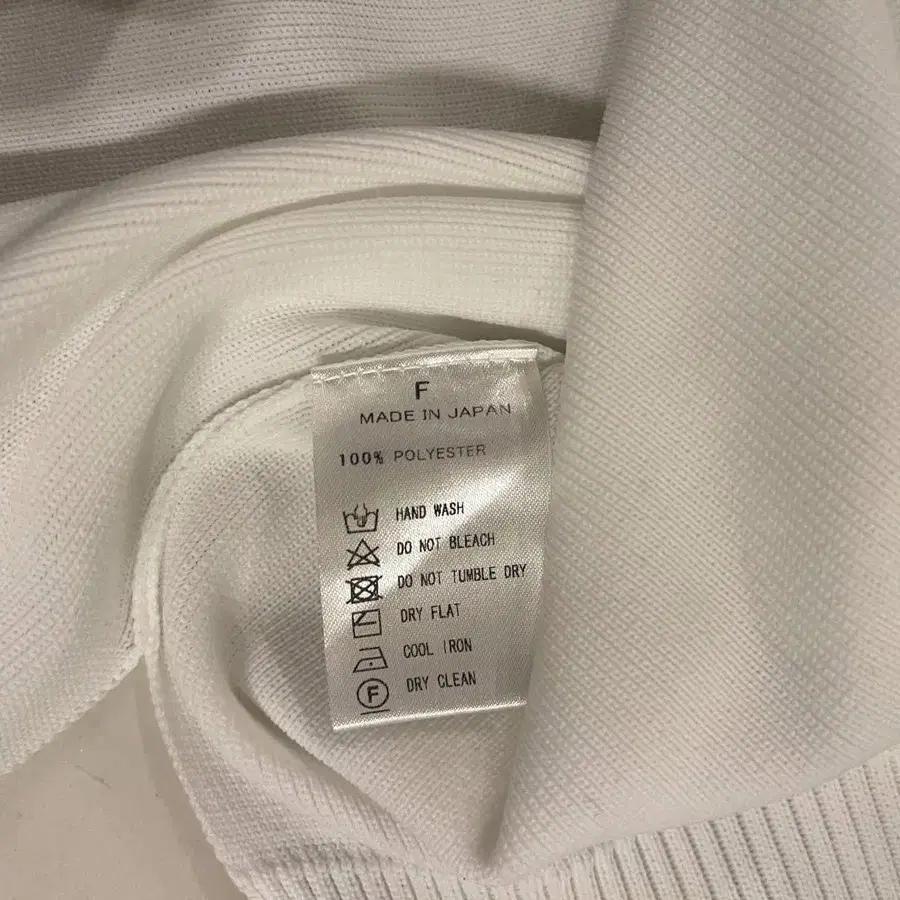 F
MADE IN JAPAN
100% POLYESTER
HAND WASH
DO NOT BLEACH
DO NOT TUMBLE DRY
DRY FLAT
COOL IRON
F DRY CLEAN